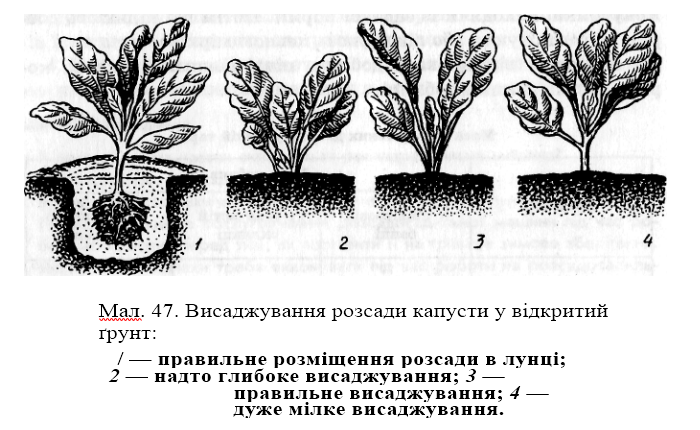 2
3
4
Мал. 47. Висаджування розсади капусти у відкритий
ґрунт:
/ — правильне розміщення розсади в лунці;
2 — надто глибоке висаджування; 3 —
правильне висаджування; 4 —
дуже мілке висаджування.